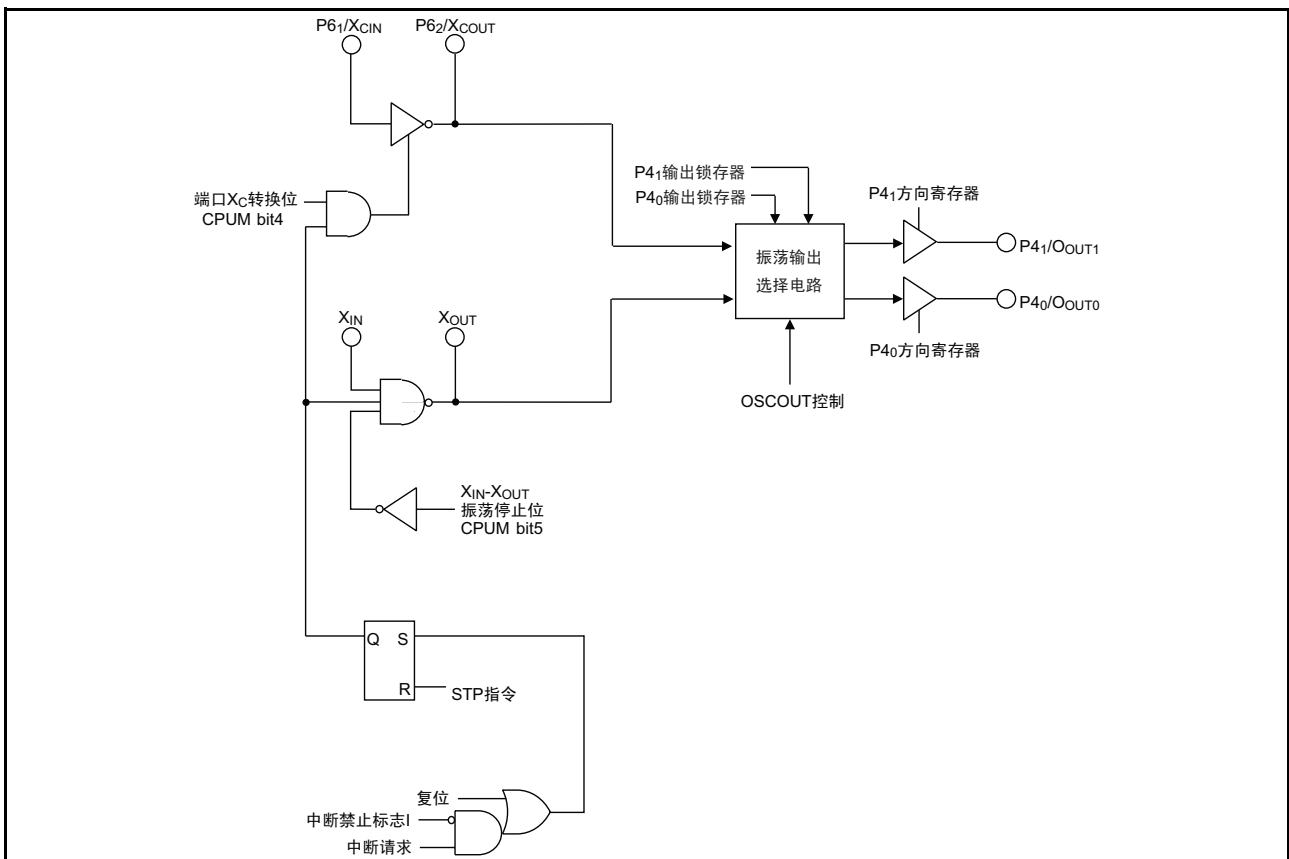 P61/XCIN
P62/XCOUT
P41输出锁存器
P40输出锁存器
P41方向寄存器
端口XC转换位
CPUM bit4
振荡输出
选择电路
P41/OOUT1
P40/OOUT0
XIN
XOUT
P40方向寄存器
OSCOUT控制
XIN-XOUT
振荡停止位
CPUM bit5
Q S
R
STP指令
复位
中断禁止标志I
中断请求